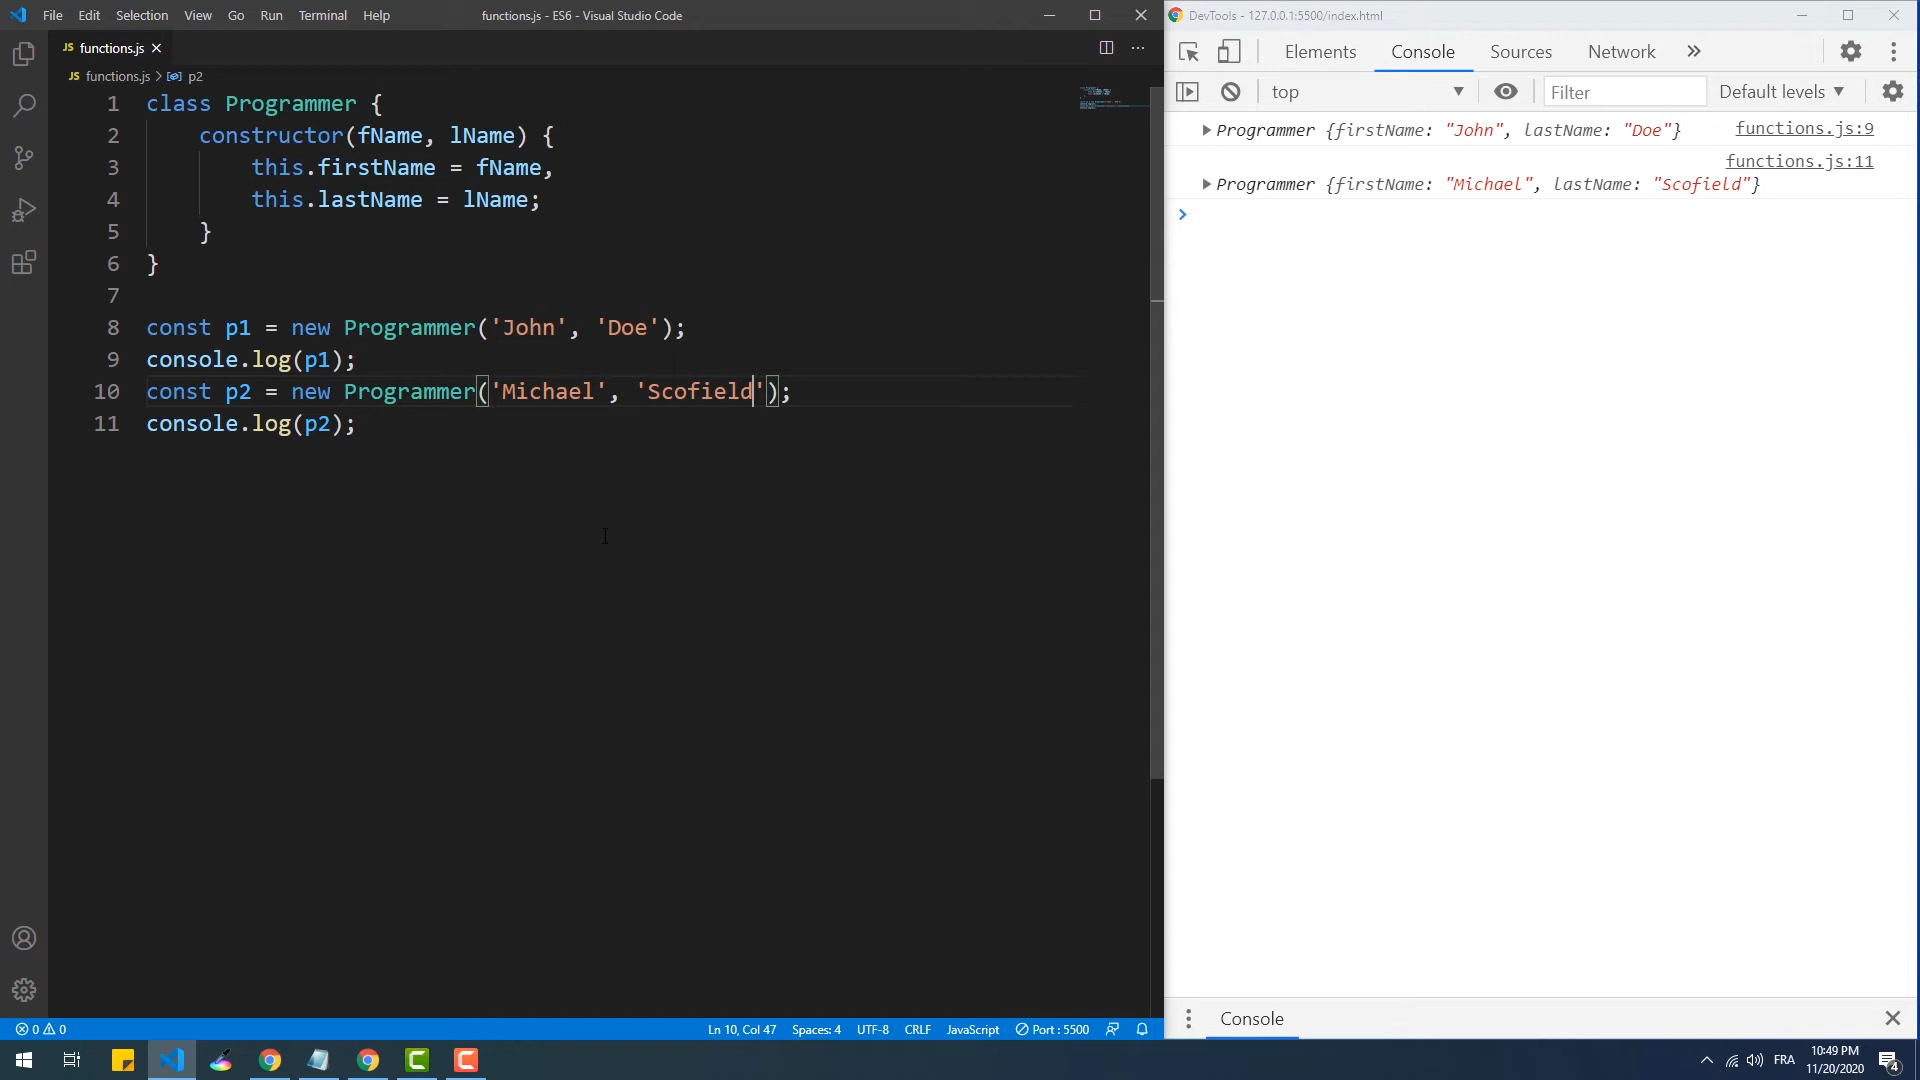 File Edit Selection View Go Run Terminal Help functions.js - ES6 - Visual Studio Code
JS functions.js
JS functions.js > p2
1 class Programmer {
2     constructor(fName, lName) {
3         this.firstName = fName,
4         this.lastName = lName;
5     }
6 }
7
8 const p1 = new Programmer('John', 'Doe');
9 console.log(p1);
10 const p2 = new Programmer('Michael', 'Scofield');
11 console.log(p2);
0 0 Ln 10, Col 47 Spaces: 4 UTF-8 CRLF JavaScript Port : 5500
DevTools - 127.0.0.1:5500/index.html
Elements Console Sources Network »
top Filter Default levels
Programmer {firstName: "John", lastName: "Doe"} functions.js:9
functions.js:11
Programmer {firstName: "Michael", lastName: "Scofield"}
Console
FRA 10:49 PM
11/20/2020
4